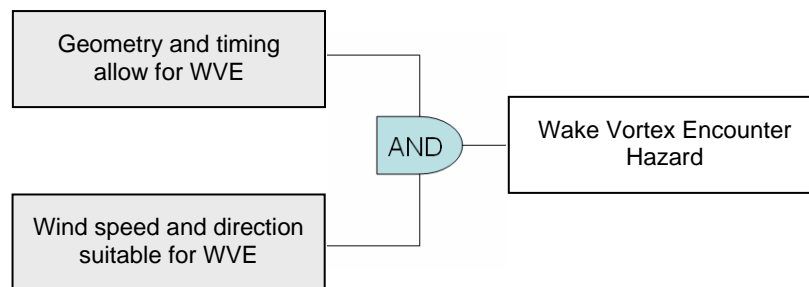 Geometry and timing
allow for WVE
AND
Wake Vortex Encounter
Hazard
Wind speed and direction
suitable for WVE